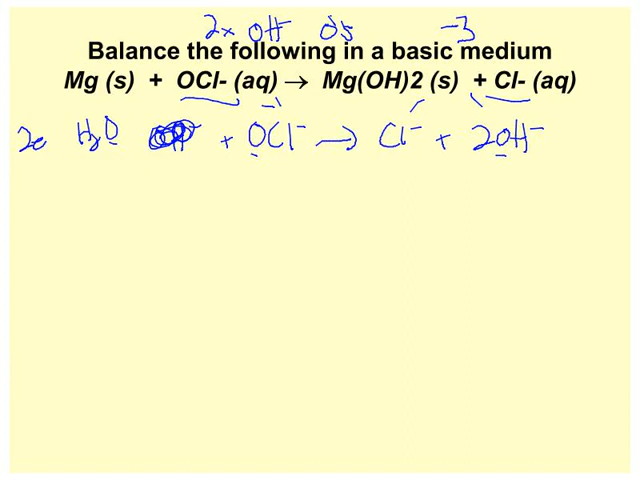 2x OH Os -3
Balance the following in a basic medium
Mg (s) + OCl- (aq) → Mg(OH)2 (s) + Cl- (aq)
2e H₂O + OCl⁻ → Cl⁻ + 2OH⁻